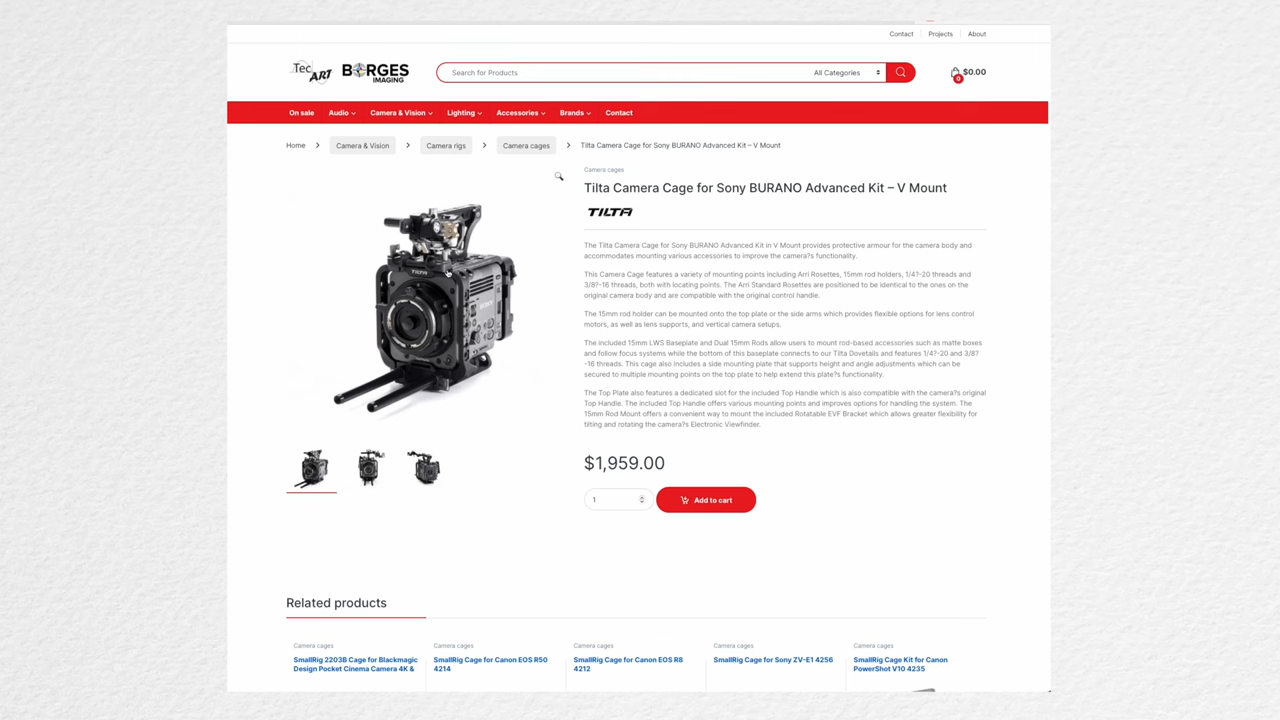 Contact Projects About
TecART BORGES IMAGING
Search for Products All Categories
0 $0.00
On sale Audio Camera & Vision Lighting Accessories Brands Contact
Home Camera & Vision Camera rigs Camera cages Tilta Camera Cage for Sony BURANO Advanced Kit – V Mount
Camera cages
Tilta Camera Cage for Sony BURANO Advanced Kit – V Mount
TILTA
The Tilta Camera Cage for Sony BURANO Advanced Kit in V Mount provides protective armour for the camera body and
accommodates mounting various accessories to improve the camera?s functionality.
This Camera Cage features a variety of mounting points including Arri Rosettes, 15mm rod holders, 1/4?-20 threads and
3/8?-16 threads, both with locating points. The Arri Standard Rosettes are positioned to be identical to the ones on the
original camera body and are compatible with the original control handle.
The 15mm rod holder can be mounted onto the top plate or the side arms which provides flexible options for lens control
motors, as well as lens supports, and vertical camera setups.
The included 15mm LWS Baseplate and Dual 15mm Rods allow users to mount rod-based accessories such as matte boxes
and follow focus systems while the bottom of this baseplate connects to our Tilta Dovetails and features 1/4?-20 and 3/8?
-16 threads. This cage also includes a side mounting plate that supports height and angle adjustments which can be
secured to multiple mounting points on the top plate to help extend this plate?s functionality.
The Top Plate also features a dedicated slot for the included Top Handle which is also compatible with the camera?s original
Top Handle. The included Top Handle offers various mounting points and improves options for handling the system. The
15mm Rod Mount offers a convenient way to mount the included Rotatable EVF Bracket which allows greater flexibility for
tilting and rotating the camera?s Electronic Viewfinder.
$1,959.00
1 Add to cart
Related products
Camera cages
SmallRig 2203B Cage for Blackmagic
Design Pocket Cinema Camera 4K &
Camera cages
SmallRig Cage for Canon EOS R50
4214
Camera cages
SmallRig Cage for Canon EOS R8
4212
Camera cages
SmallRig Cage for Sony ZV-E1 4256
Camera cages
SmallRig Cage Kit for Canon
PowerShot V10 4235